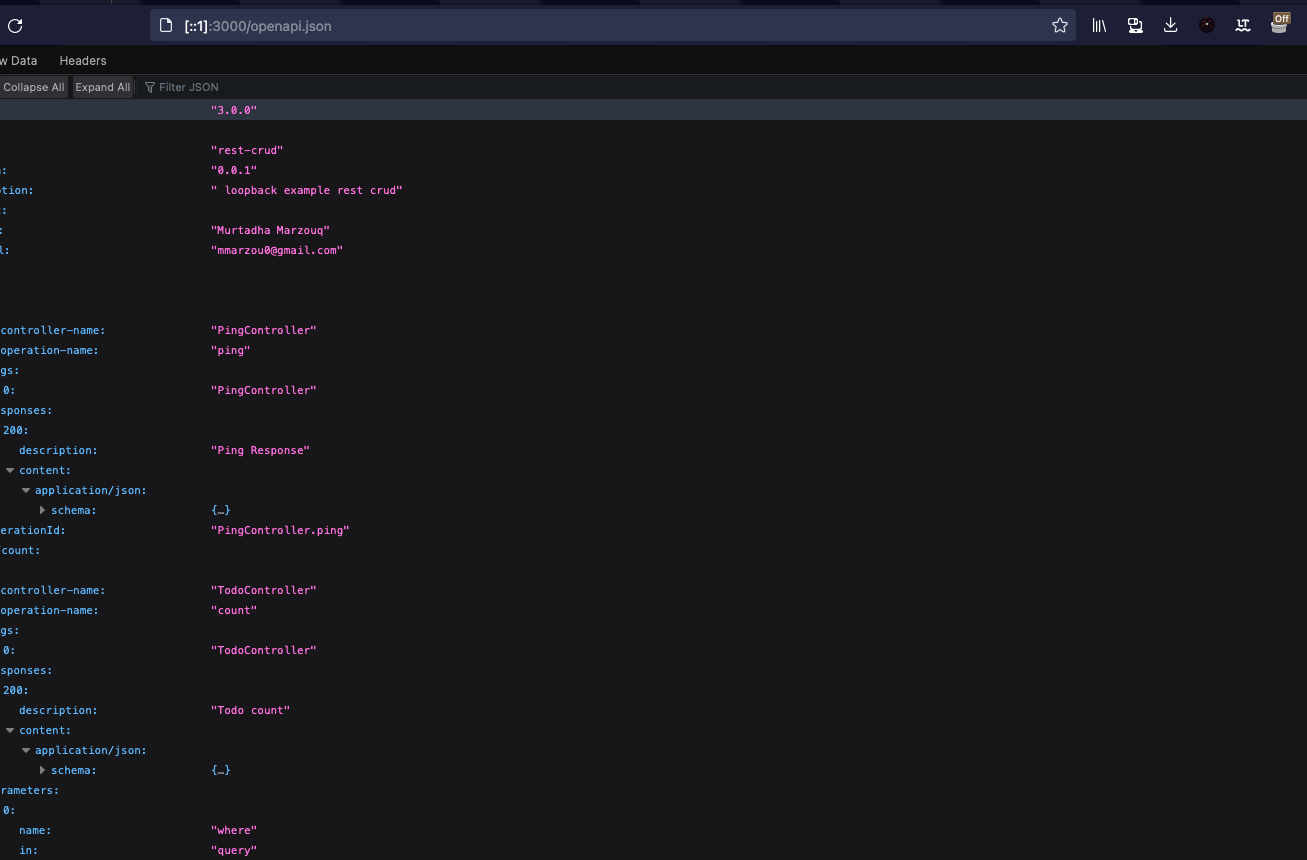 [::1]:3000/openapi.json
Off
w Data Headers
Collapse All Expand All Filter JSON
"3.0.0"
"rest-crud"
: "0.0.1"
tion: " loopback example rest crud"
:
: "Murtadha Marzouq"
l: "mmarzou0@gmail.com"
controller-name: "PingController"
operation-name: "ping"
gs:
0: "PingController"
sponses:
200:
description: "Ping Response"
content:
application/json:
schema: {…}
erationId: "PingController.ping"
count:
controller-name: "TodoController"
operation-name: "count"
gs:
0: "TodoController"
sponses:
200:
description: "Todo count"
content:
application/json:
schema: {…}
rameters:
0:
name: "where"
in: "query"